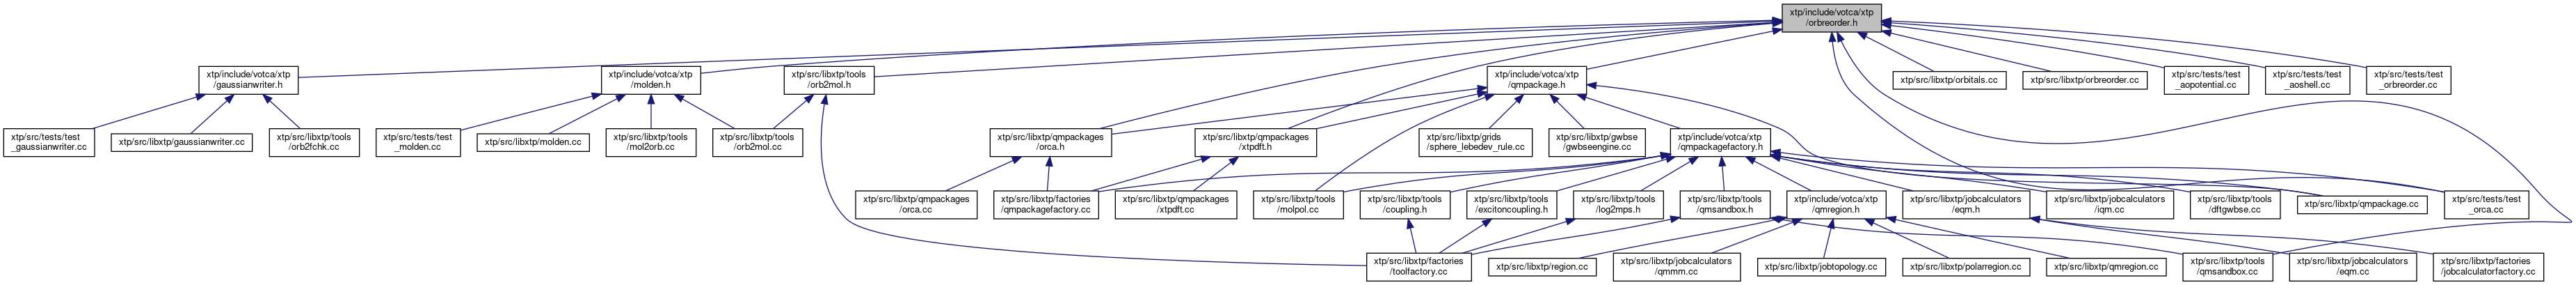 xtp/include/votca/xtp
/orbreorder.h
xtp/include/votca/xtp
/gaussianwriter.h
xtp/include/votca/xtp
/molden.h
xtp/src/libxtp/tools
/orb2mol.h
xtp/include/votca/xtp
/qmpackage.h
xtp/src/libxtp/orbitals.cc
xtp/src/libxtp/orbreorder.cc
xtp/src/tests/test
_aopotential.cc
xtp/src/tests/test
_aoshell.cc
xtp/src/tests/test
_orbreorder.cc
xtp/src/tests/test
_gaussianwriter.cc
xtp/src/libxtp/gaussianwriter.cc
xtp/src/libxtp/tools
/orb2fchk.cc
xtp/src/tests/test
_molden.cc
xtp/src/libxtp/molden.cc
xtp/src/libxtp/tools
/mol2orb.cc
xtp/src/libxtp/tools
/orb2mol.cc
xtp/src/libxtp/qmpackages
/orca.h
xtp/src/libxtp/qmpackages
/xtpdft.h
xtp/src/libxtp/grids
/sphere_lebedev_rule.cc
xtp/src/libxtp/gwbse
/gwbseengine.cc
xtp/include/votca/xtp
/qmpackagefactory.h
xtp/src/libxtp/qmpackages
/orca.cc
xtp/src/libxtp/factories
/qmpackagefactory.cc
xtp/src/libxtp/qmpackages
/xtpdft.cc
xtp/src/libxtp/tools
/molpol.cc
xtp/src/libxtp/tools
/coupling.h
xtp/src/libxtp/tools
/excitoncoupling.h
xtp/src/libxtp/tools
/log2mps.h
xtp/src/libxtp/tools
/qmsandbox.h
xtp/include/votca/xtp
/qmregion.h
xtp/src/libxtp/jobcalculators
/eqm.h
xtp/src/libxtp/jobcalculators
/iqm.cc
xtp/src/libxtp/tools
/dftgwbse.cc
xtp/src/libxtp/qmpackage.cc
xtp/src/tests/test
_orca.cc
xtp/src/libxtp/factories
/toolfactory.cc
xtp/src/libxtp/region.cc
xtp/src/libxtp/jobcalculators
/qmmm.cc
xtp/src/libxtp/jobtopology.cc
xtp/src/libxtp/polarregion.cc
xtp/src/libxtp/qmregion.cc
xtp/src/libxtp/tools
/qmsandbox.cc
xtp/src/libxtp/jobcalculators
/eqm.cc
xtp/src/libxtp/factories
/jobcalculatorfactory.cc